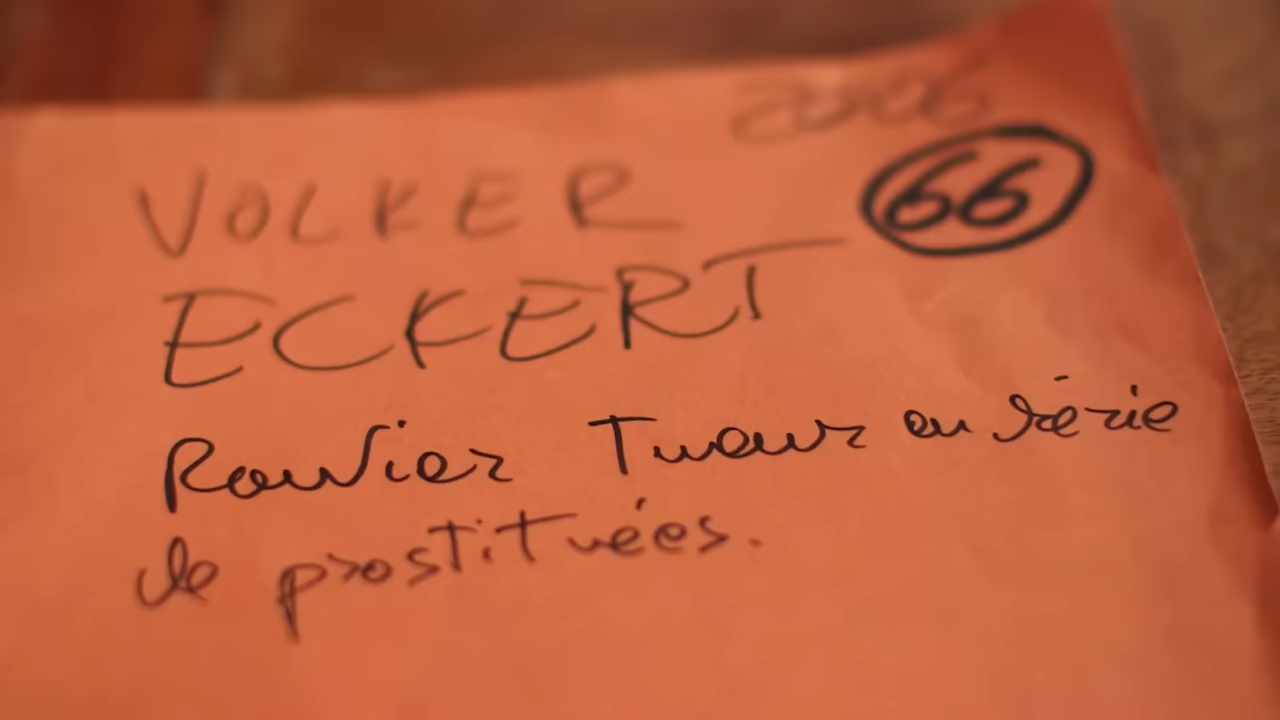 2006
66
VOLKER
ECKERT
Routier Tueur en série
de prostituées.